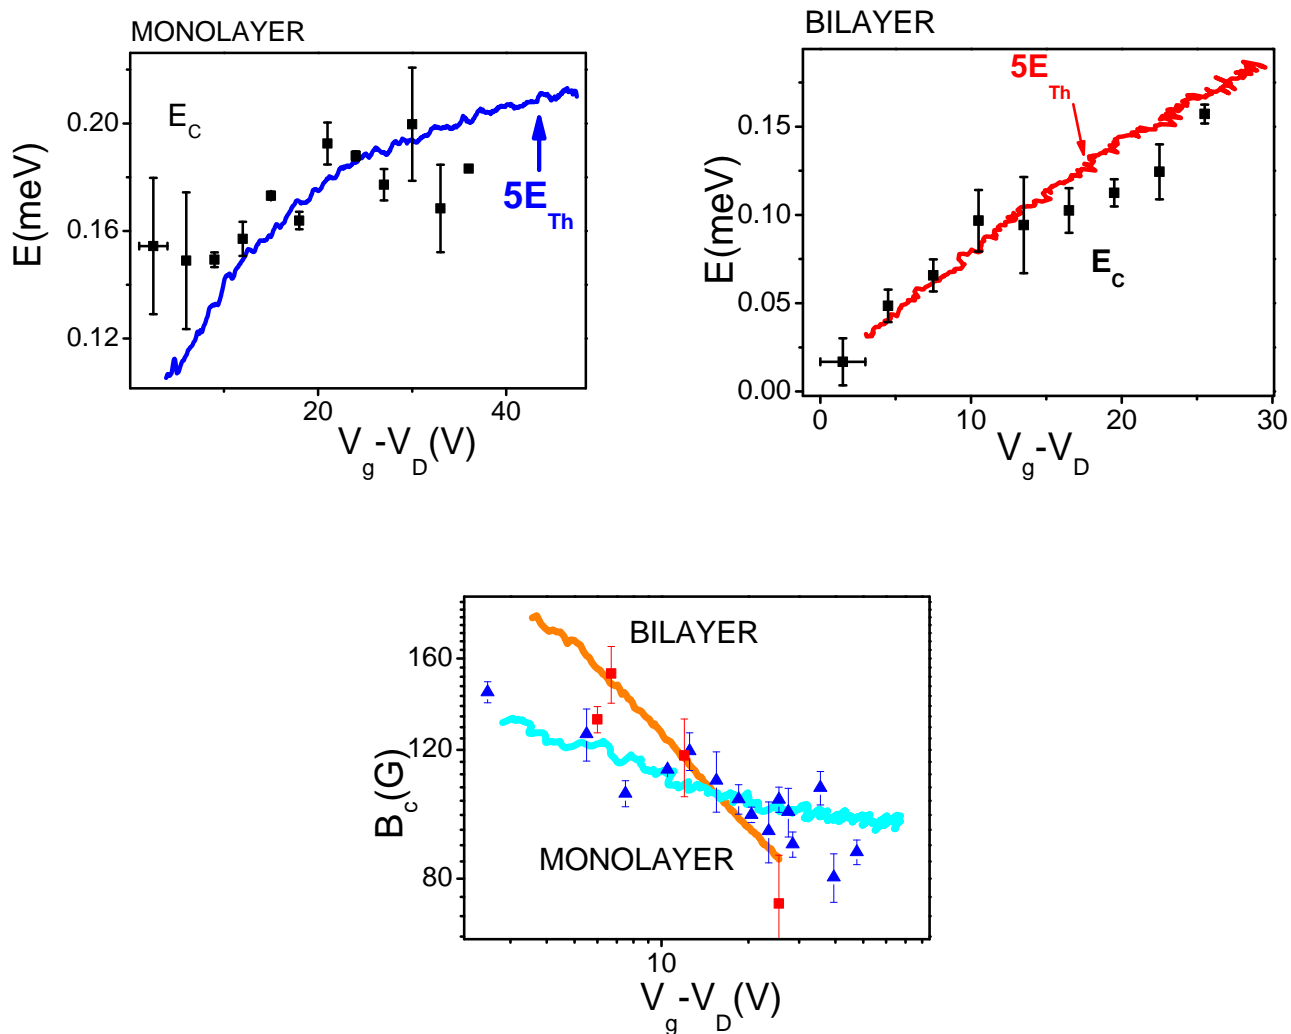 MONOLAYER
E_C
0.20
0.16
0.12
E(meV)
5E_Th
20 40
V_g-V_D(V)
BILAYER
5E_Th
0.15
0.10
0.05
0.00
E(meV)
E_C
0 10 20 30
V_g-V_D
BILAYER
160
120
80
B_c(G)
MONOLAYER
10
V_g-V_D(V)